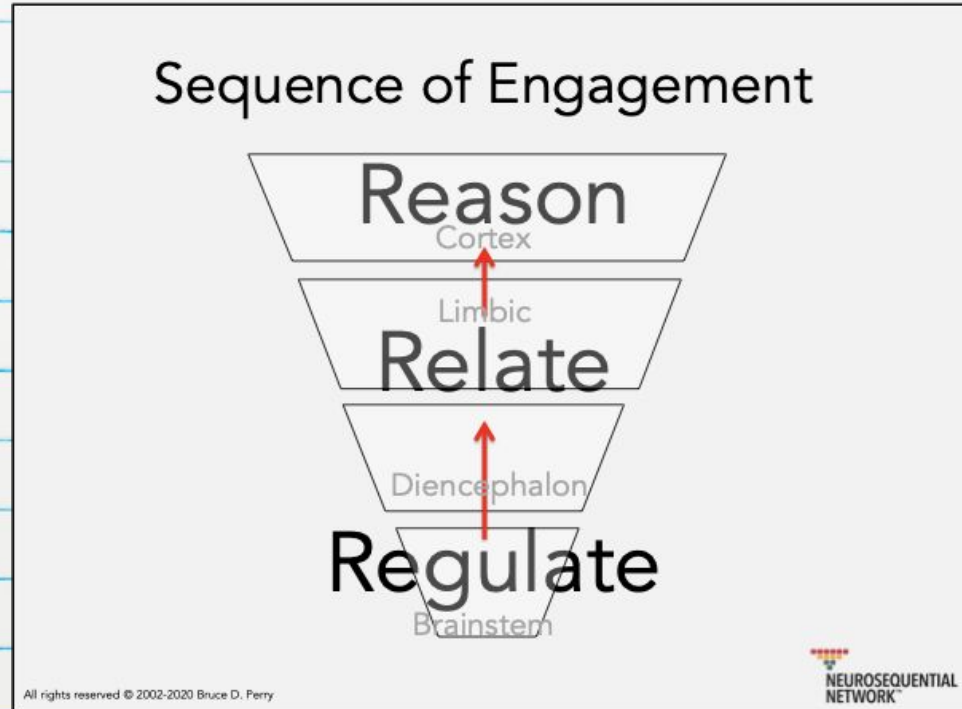 Sequence of Engagement
Reason
Cortex
Limbic
Relate
Diencephalon
Regulate
Brainstem
All rights reserved © 2002-2020 Bruce D. Perry
NEUROSEQUENTIAL
NETWORK™